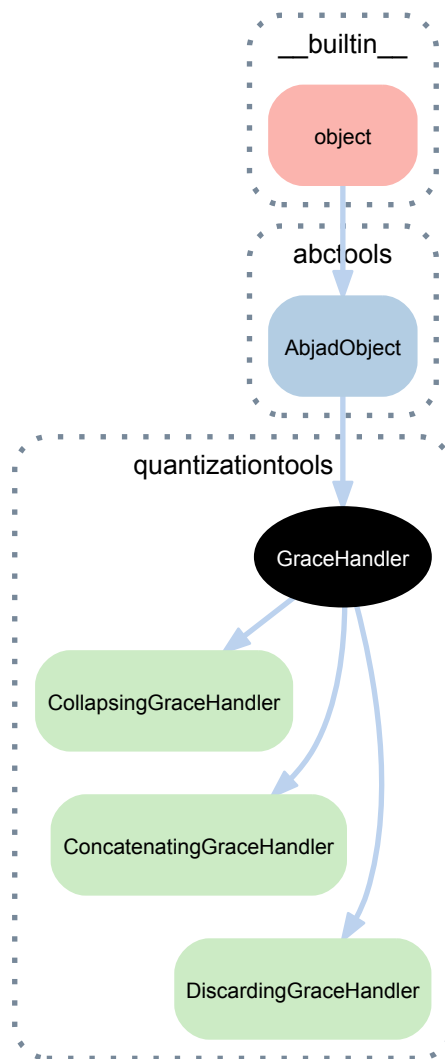 __builtin__
object
abctools
AbjadObject
quantizationtools
GraceHandler
CollapsingGraceHandler
ConcatenatingGraceHandler
DiscardingGraceHandler